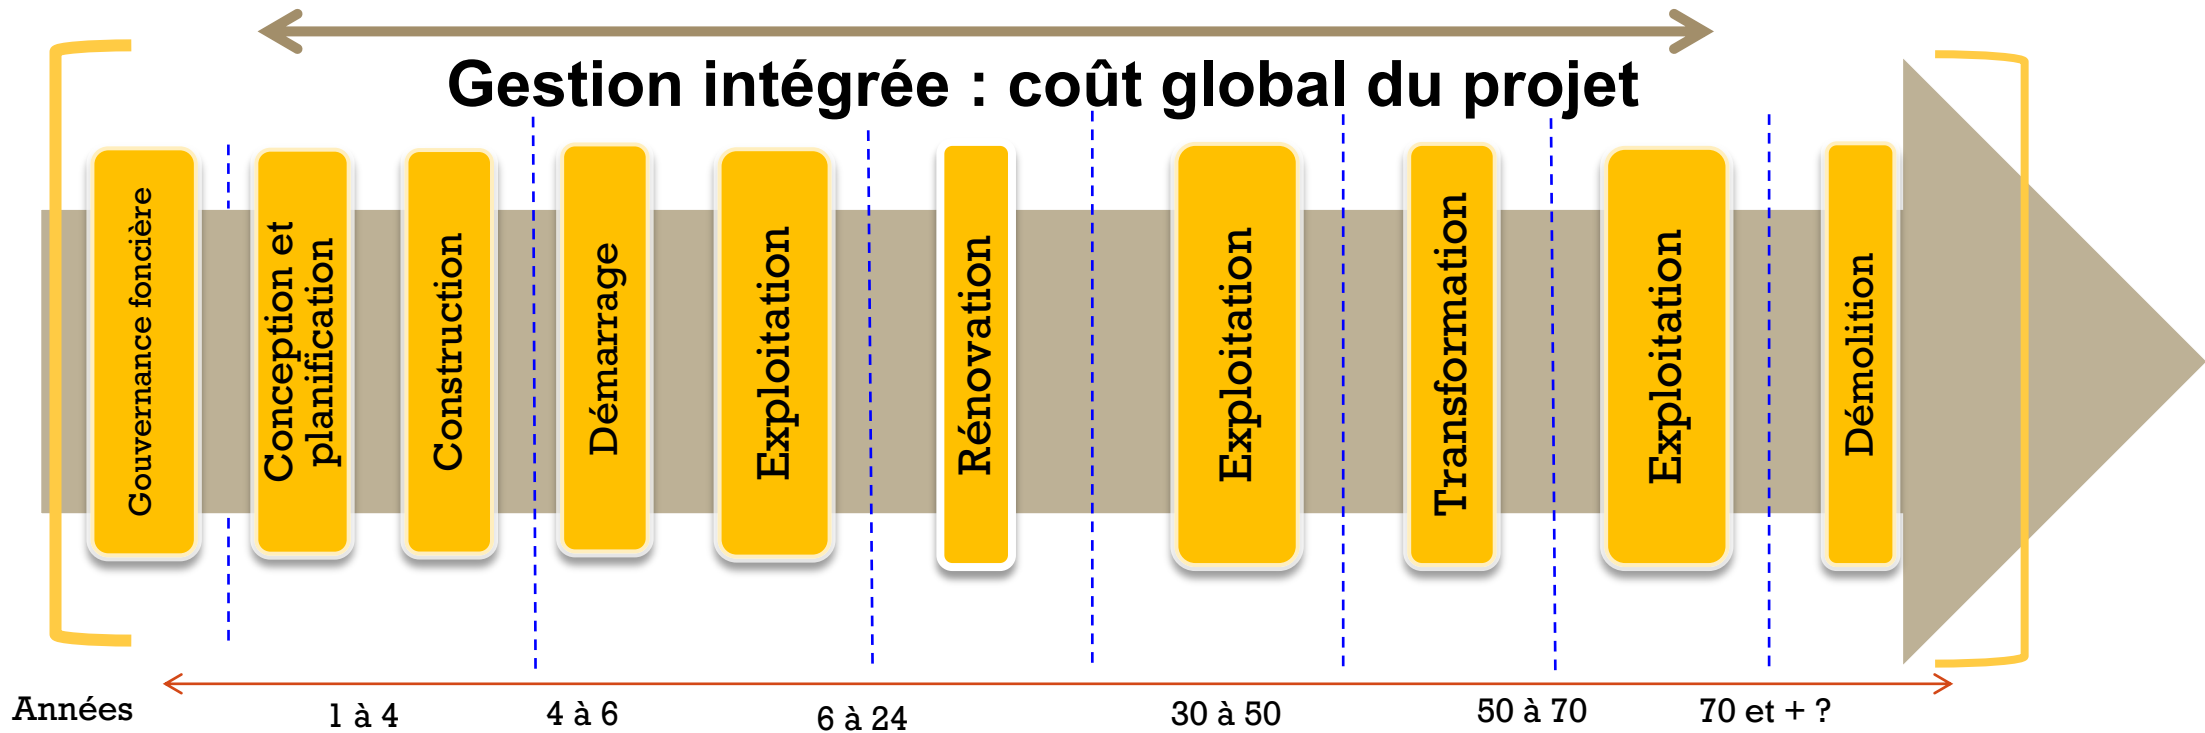 Gestion intégrée : coût global du projet
Gouvernance foncière
Conception et
planification
Construction
Démarrage
Exploitation
Rénovation
Exploitation
Transformation
Exploitation
Démolition
Années
1 à 4
4 à 6
6 à 24
30 à 50
50 à 70
70 et + ?